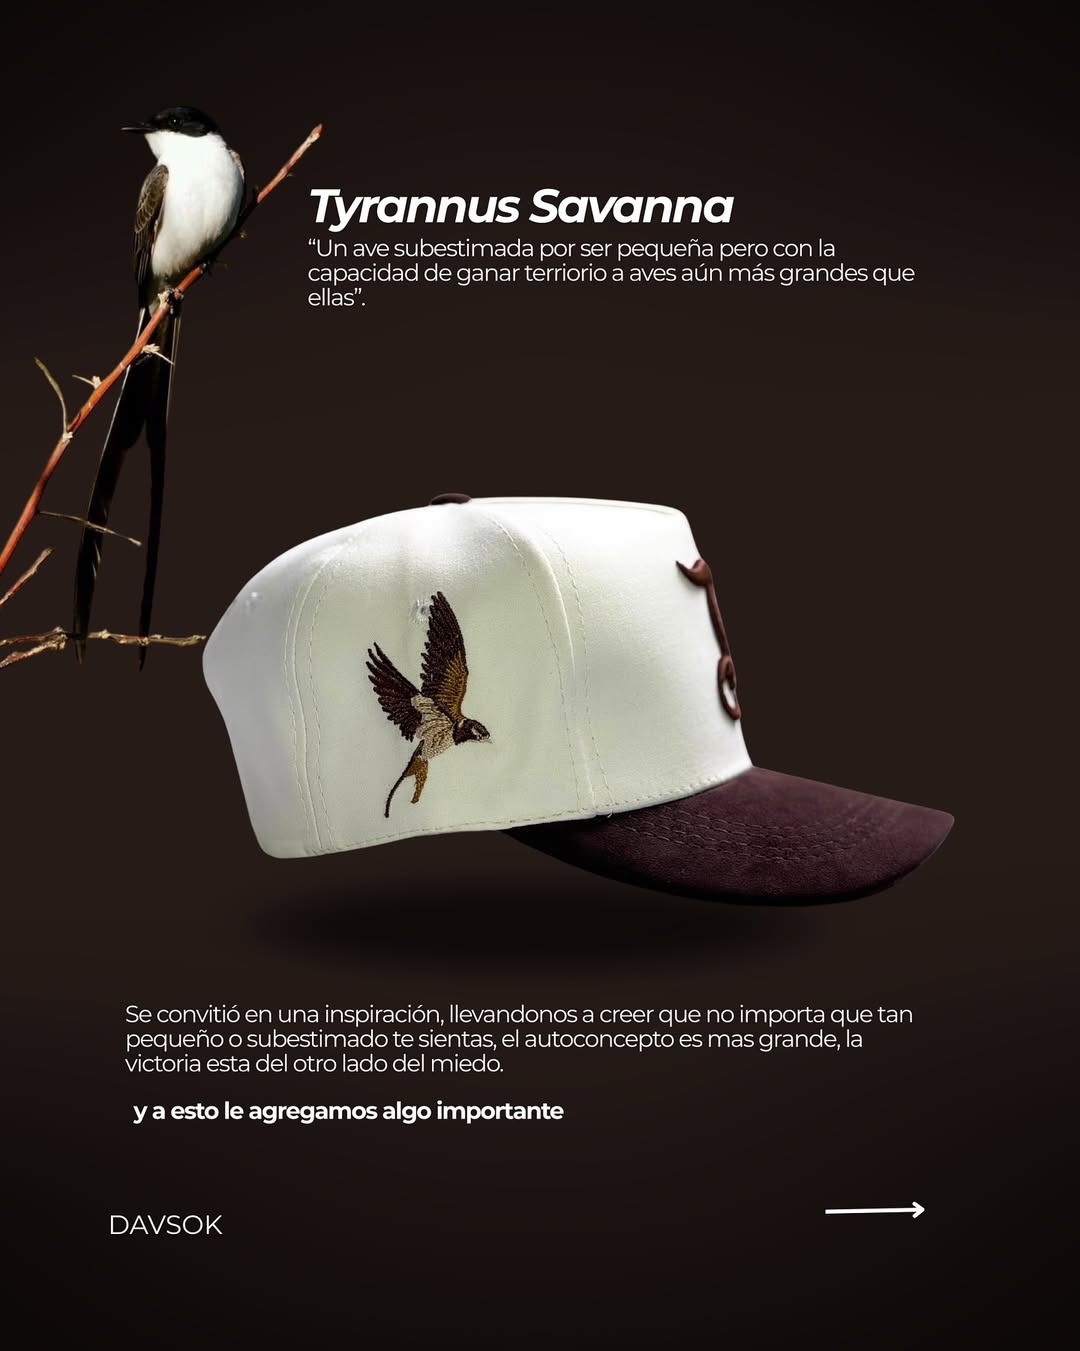 Tyrannus Savanna
“Un ave subestimada por ser pequeña pero con la
capacidad de ganar terriorio a aves aún más grandes que
ellas”.
Se convitió en una inspiración, llevandonos a creer que no importa que tan
pequeño o subestimado te sientas, el autoconcepto es mas grande, la
victoria esta del otro lado del miedo.
y a esto le agregamos algo importante
DAVSOK